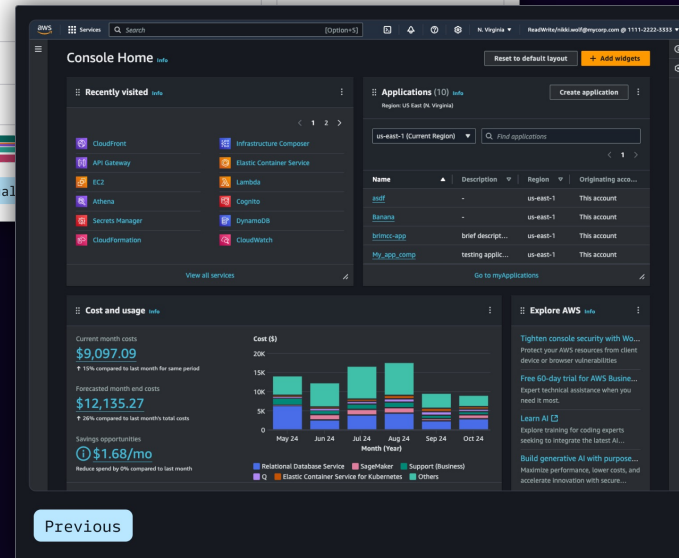 aws
Services
Search
[Option+S]
N. Virginia ▼
ReadWrite/nikki.wolf@mycorp.com @ 1111-2222-3333 ▼
Console Home Info
Reset to default layout
+ Add widgets
Recently visited Info
< 1 2 >
CloudFront
API Gateway
EC2
Athena
Secrets Manager
CloudFormation
Infrastructure Composer
Elastic Container Service
Lambda
Cognito
DynamoDB
CloudWatch
View all services
Applications (10) Info
Region: US East (N. Virginia)
Create application
us-east-1 (Current Region) ▼
Find applications
< 1 >
Name ▲ Description ▽ Region ▽ Originating acco...
asdf - us-east-1 This account
Banana - us-east-1 This account
brimcc-app brief descript... us-east-1 This account
My_app_comp testing applic... us-east-1 This account
Go to myApplications
al
Cost and usage Info
Current month costs
$9,097.09
↑ 15% compared to last month for same period
Forecasted month end costs
$12,135.27
↑ 26% compared to last month's total costs
Savings opportunities
$1.68/mo
Reduce spend by 0% compared to last month
Cost ($)
20K
15K
10K
5K
0
May 24 Jun 24 Jul 24 Aug 24 Sep 24 Oct 24
Month (Year)
Relational Database Service SageMaker Support (Business)
Q Elastic Container Service for Kubernetes Others
Explore AWS Info
Tighten console security with Wo...
Protect your AWS resources from client
device or browser vulnerabilities
Free 60-day trial for AWS Busine...
Expert technical assistance when you
need it most.
Learn AI
Explore training for coding experts
seeking to integrate the latest AI...
Build generative AI with purpose...
Maximize performance, lower costs, and
accelerate innovation with secure...
Previous